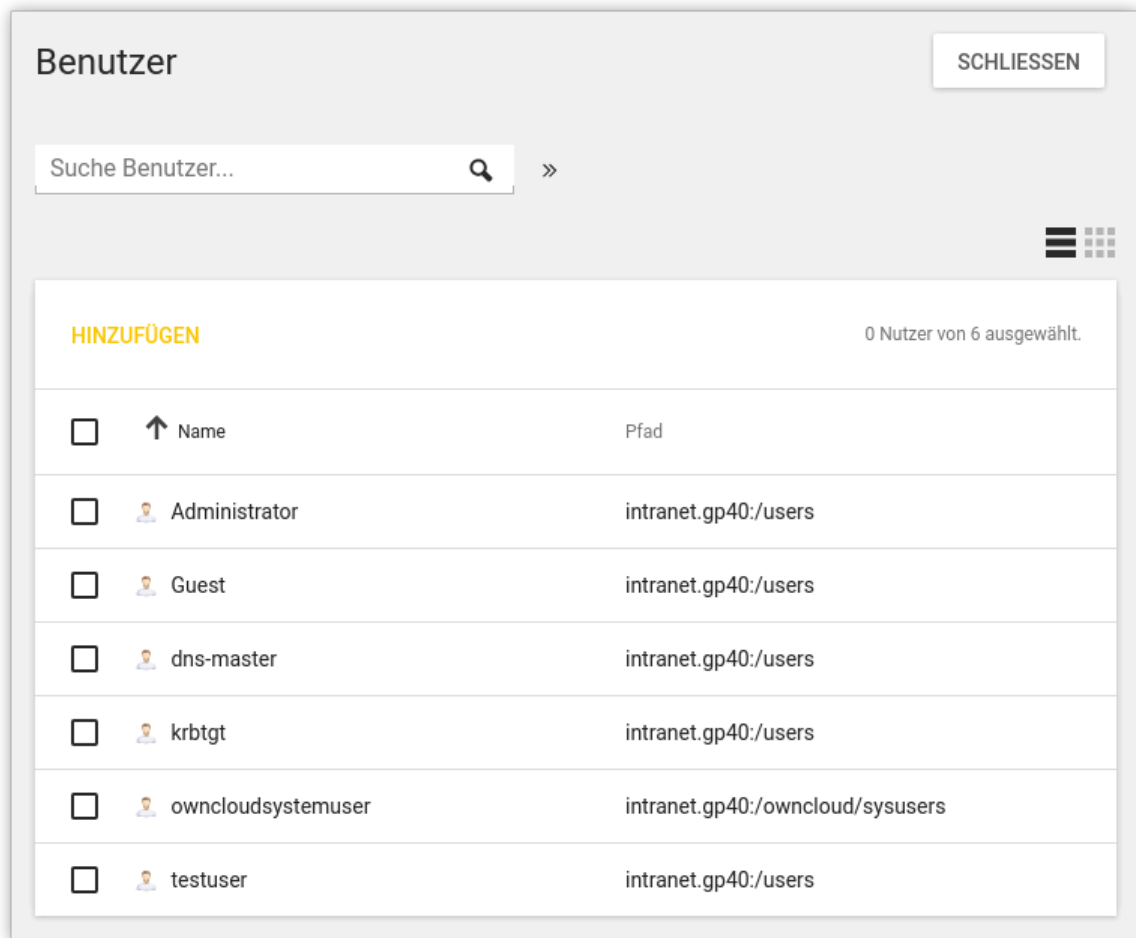 Benutzer
SCHLIESSEN
Suche Benutzer...
»
HINZUFÜGEN
0 Nutzer von 6 ausgewählt.
Name Pfad
Administrator intranet.gp40:/users
Guest intranet.gp40:/users
dns-master intranet.gp40:/users
krbtgt intranet.gp40:/users
owncloudsystemuser intranet.gp40:/owncloud/sysusers
testuser intranet.gp40:/users